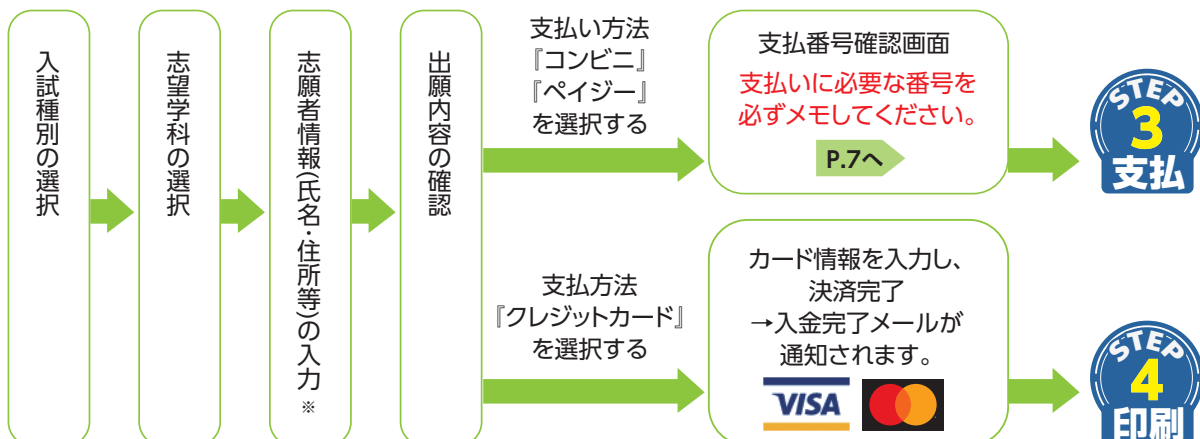 入試種別の選択
志望学科の選択
志願者情報(氏名・住所等)の入力※
出願内容の確認
支払い方法
『コンビニ』
『ペイジー』
を選択する
支払番号確認画面
支払いに必要な番号を
必ずメモしてください。
P.7へ
STEP
3
支払
支払方法
『クレジットカード』
を選択する
カード情報を入力し、
決済完了
→入金完了メールが
通知されます。
VISA
STEP
4
印刷